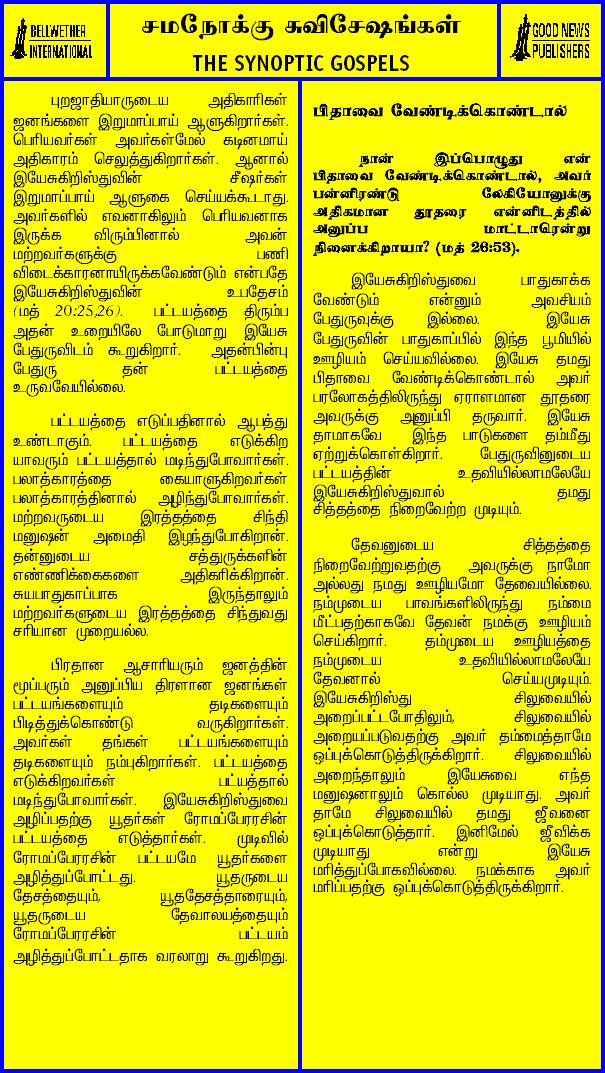 BELLWETHER
INTERNATIONAL
சமநோக்கு சுவிசேஷங்கள்
THE SYNOPTIC GOSPELS
GOOD NEWS
PUBLISHERS
புறஜாதியாருடைய அதிகாரிகள்
ஜனங்களை இறுமாப்பாய் ஆளுகிறார்கள்.
பெரியவர்கள் அவர்கள்மேல் கடினமாய்
அதிகாரம் செலுத்துகிறார்கள். ஆனால்
இயேசுகிறிஸ்துவின் சீஷர்கள்
இறுமாப்பாய் ஆளுகை செய்யக்கூடாது.
அவர்களில் எவனாகிலும் பெரியவனாக
இருக்க விரும்பினால் அவன்
மற்றவர்களுக்கு பணி
விடைக்காரனாயிருக்கவேண்டும் என்பதே
இயேசுகிறிஸ்துவின் உபதேசம்
(மத் 20:25,26). பட்டயத்தை திரும்ப
அதன் உறையிலே போடுமாறு இயேசு
பேதுருவிடம் கூறுகிறார். அதன்பின்பு
பேதுரு தன் பட்டயத்தை
உருவவேயில்லை.
பட்டயத்தை எடுப்பதினால் ஆபத்து
உண்டாகும். பட்டயத்தை எடுக்கிற
யாவரும் பட்டயத்தால் மடிந்துபோவார்கள்.
பலாத்காரத்தை கையாளுகிறவர்கள்
பலாத்காரத்தினால் அழிந்துபோவார்கள்.
மற்றவருடைய இரத்தத்தை சிந்தி
மனுஷன் அமைதி இழந்துபோகிறான்.
தன்னுடைய சத்துருக்களின்
எண்ணிக்கைகளை அதிகரிக்கிறான்.
சுயபாதுகாப்பாக இருந்தாலும்
மற்றவர்களுடைய இரத்தத்தை சிந்துவது
சரியான முறையல்ல.
பிரதான ஆசாரியரும் ஜனத்தின்
மூப்பரும் அனுப்பிய திரளான ஜனங்கள்
பட்டயங்களையும் தடிகளையும்
பிடித்துக்கொண்டு வருகிறார்கள்.
அவர்கள் தங்கள் பட்டயங்களையும்
தடிகளையும் நம்புகிறார்கள். பட்டயத்தை
எடுக்கிறவர்கள் பட்யத்தால்
மடிந்துபோவார்கள். இயேசுகிறிஸ்துவை
அழிப்பதற்கு யூதர்கள் ரோமப்பேரரசின்
பட்டயத்தை எடுத்தார்கள். முடிவில்
ரோமப்பேரரசின் பட்டயமே யூதர்களை
அழித்துப்போட்டது. யூதருடைய
தேசத்தையும், யூததேசத்தாரையும்,
யூதருடைய தேவாலயத்தையும்
ரோமப்பேரரசின் பட்டயம்
அழித்துப்போட்டதாக வரலாறு கூறுகிறது.
பிதாவை வேண்டிக்கொண்டால்
நான் இப்பொழுது என்
பிதாவை வேண்டிக்கொண்டால், அவர்
பன்னிரண்டு லேகியோனுக்கு
அதிகமான தூதரை என்னிடத்தில்
அனுப்ப மாட்டாரென்று
நினைக்கிறாயா? (மத் 26:53).
இயேசுகிறிஸ்துவை பாதுகாக்க
வேண்டும் என்னும் அவசியம்
பேதுருவுக்கு இல்லை. இயேசு
பேதுருவின் பாதுகாப்பில் இந்த பூமியில்
ஊழியம் செய்யவில்லை. இயேசு தமது
பிதாவை வேண்டிக்கொண்டால் அவர்
பரலோகத்திலிருந்து ஏராளமான தூதரை
அவருக்கு அனுப்பி தருவார். இயேசு
தாமாகவே இந்த பாடுகளை தம்மீது
ஏற்றுக்கொள்கிறார். பேதுருவினுடைய
பட்டயத்தின் உதவியில்லாமலேயே
இயேசுகிறிஸ்துவால் தமது
சித்தத்தை நிறைவேற்ற முடியும்.
தேவனுடைய சித்தத்தை
நிறைவேற்றுவதற்கு அவருக்கு நாமோ
அல்லது நமது ஊழியமோ தேவையில்லை.
நம்முடைய பாவங்களிலிருந்து நம்மை
மீட்பதற்காகவே தேவன் நமக்கு ஊழியம்
செய்கிறார். தம்முடைய ஊழியத்தை
நம்முடைய உதவியில்லாமலேயே
தேவனால் செய்யமுடியும்.
இயேசுகிறிஸ்து சிலுவையில்
அறைப்பட்டபோதிலும், சிலுவையில்
அறையப்படுவதற்கு அவர் தம்மைத்தாமே
ஒப்புக்கொடுத்திருக்கிறார். சிலுவையில்
அறைந்தாலும் இயேசுவை எந்த
மனுஷனாலும் கொல்ல முடியாது. அவர்
தாமே சிலுவையில் தமது ஜீவனை
ஒப்புக்கொடுத்தார். இனிமேல் ஜீவிக்க
முடியாது என்று இயேசு
மரித்துப்போகவில்லை. நமக்காக அவர்
மரிப்பதற்கு ஒப்புக்கொடுத்திருக்கிறார்.